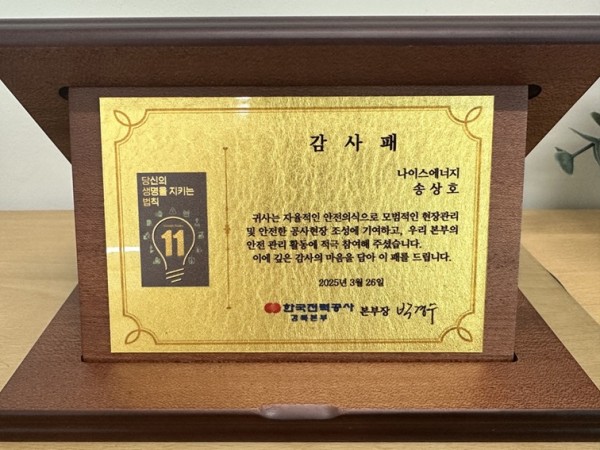 감 사 패
나이스에너지
송 상 호
당신의
생명을 지키는
법칙
11
귀사는 자율적인 안전의식으로 모범적인 현장관리
및 안전한 공사현장 조성에 기여하고, 우리 본부의
안전 관리 활동에 적극 참여해 주셨습니다.
이에 깊은 감사의 마음을 담아 이 패를 드립니다.
2025년 3월 26일
한국전력공사
경북본부 본부장